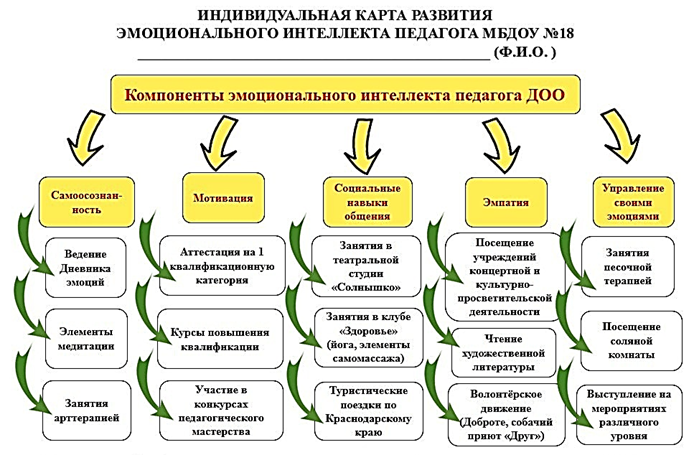 ИНДИВИДУАЛЬНАЯ КАРТА РАЗВИТИЯ
ЭМОЦИОНАЛЬНОГО ИНТЕЛЛЕКТА ПЕДАГОГА МБДОУ №18
(Ф.И.О. )
Компоненты эмоционального интеллекта педагога ДОО
Самоосознан-
ность
Ведение
Дневника
эмоций
Элементы
медитации
Занятия
арттерапией
Мотивация
Аттестация на 1
квалификационную
категория
Курсы повышения
квалификации
Участие в
конкурсах
педагогического
мастерства
Социальные
навыки
общения
Занятия в
театральной
студии
«Солнышко»
Занятия в клубе
«Здоровье»
(йога, элементы
самомассажа)
Туристические
поездки по
Краснодарскому
краю
Эмпатия
Посещение
учреждений
концертной и
культурно-
просветительской
деятельности
Чтение
художественной
литературы
Волонтёрское
движение
(Доброте, собачий
приют «Друг»)
Управление
своими
эмоциями
Занятия
песочной
терапией
Посещение
соляной
комнаты
Выступление на
мероприятиях
различного
уровня